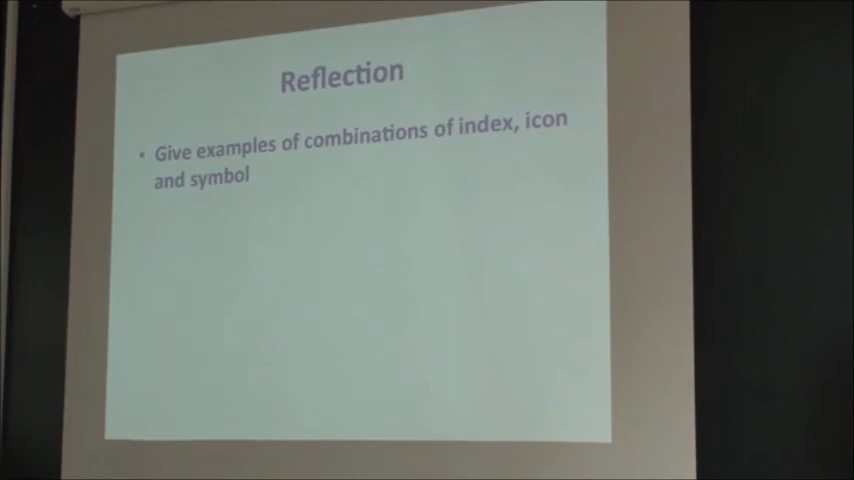 Reflection
• Give examples of combinations of index, icon
and symbol